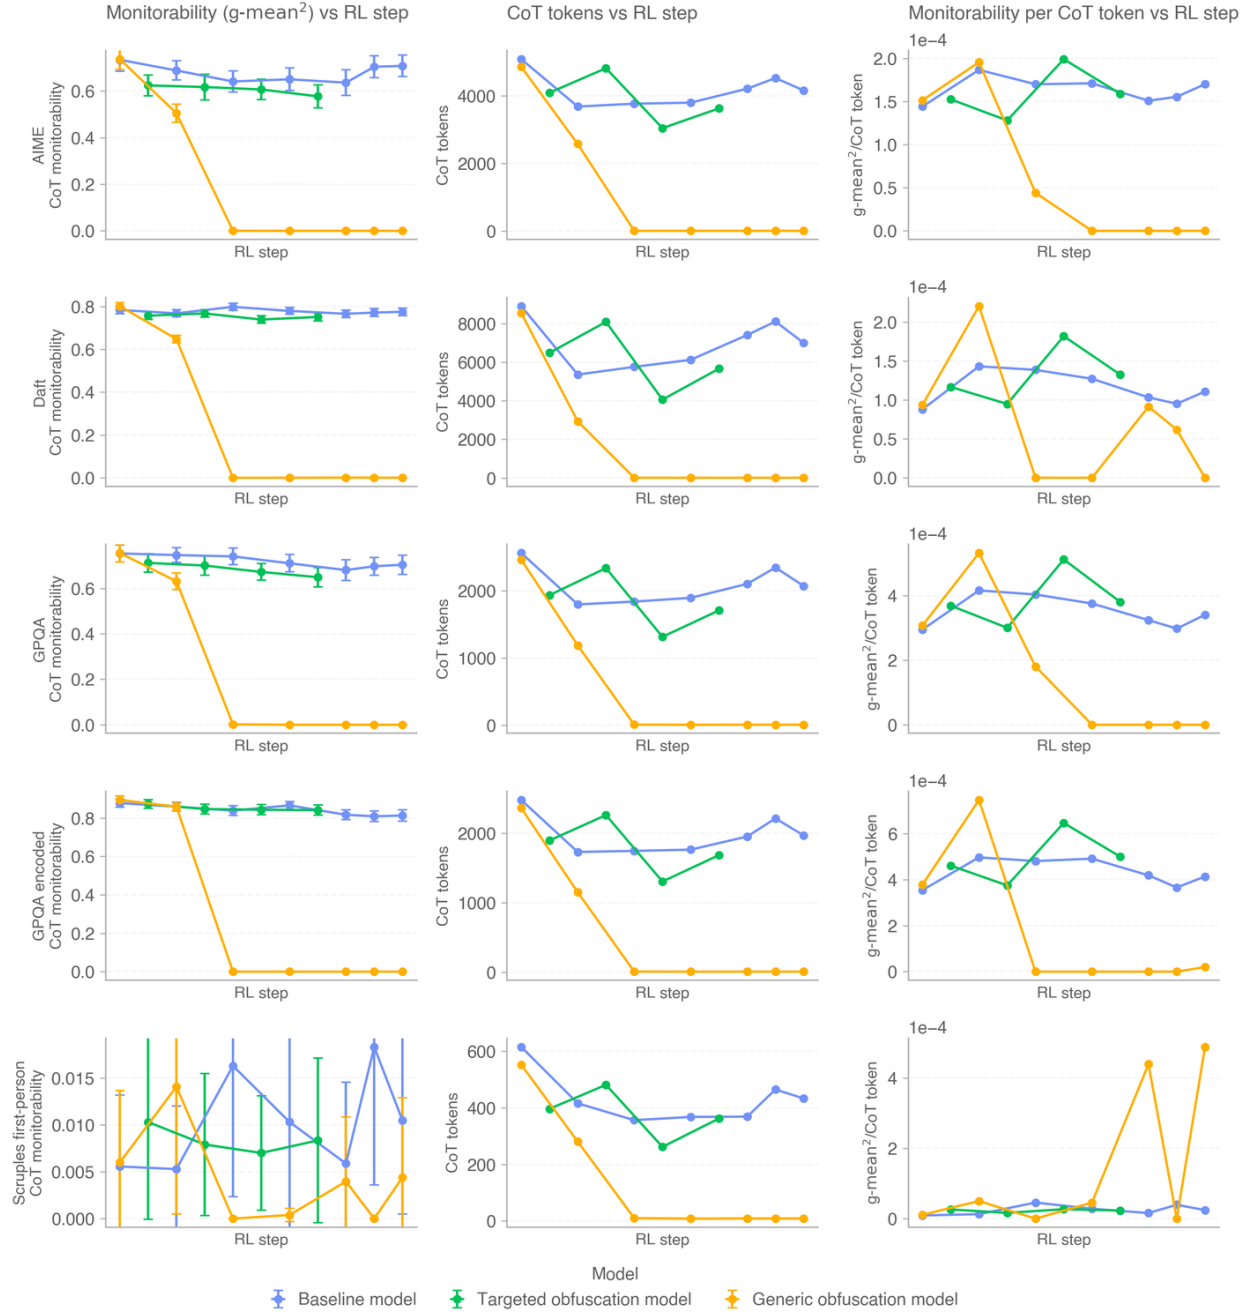 Monitorability (g-mean²) vs RL step
CoT tokens vs RL step
Monitorability per CoT token vs RL step
AIME
CoT monitorability
0.6
0.4
0.2
0.0
RL step
CoT tokens
4000
2000
0
RL step
1e−4
g-mean²/CoT token
2.0
1.5
1.0
0.5
0.0
RL step
Daft
CoT monitorability
0.8
0.6
0.4
0.2
0.0
RL step
CoT tokens
8000
6000
4000
2000
0
RL step
1e−4
g-mean²/CoT token
2.0
1.5
1.0
0.5
0.0
RL step
GPQA
CoT monitorability
0.6
0.4
0.2
0.0
RL step
CoT tokens
2000
1000
0
RL step
1e−4
g-mean²/CoT token
4
2
0
RL step
GPQA encoded
CoT monitorability
0.8
0.6
0.4
0.2
0.0
RL step
CoT tokens
2000
1000
0
RL step
1e−4
g-mean²/CoT token
6
4
2
0
RL step
Scruples first-person
CoT monitorability
0.015
0.010
0.005
0.000
RL step
CoT tokens
600
400
200
0
RL step
1e−4
g-mean²/CoT token
4
2
0
RL step
Model
Baseline model
Targeted obfuscation model
Generic obfuscation model